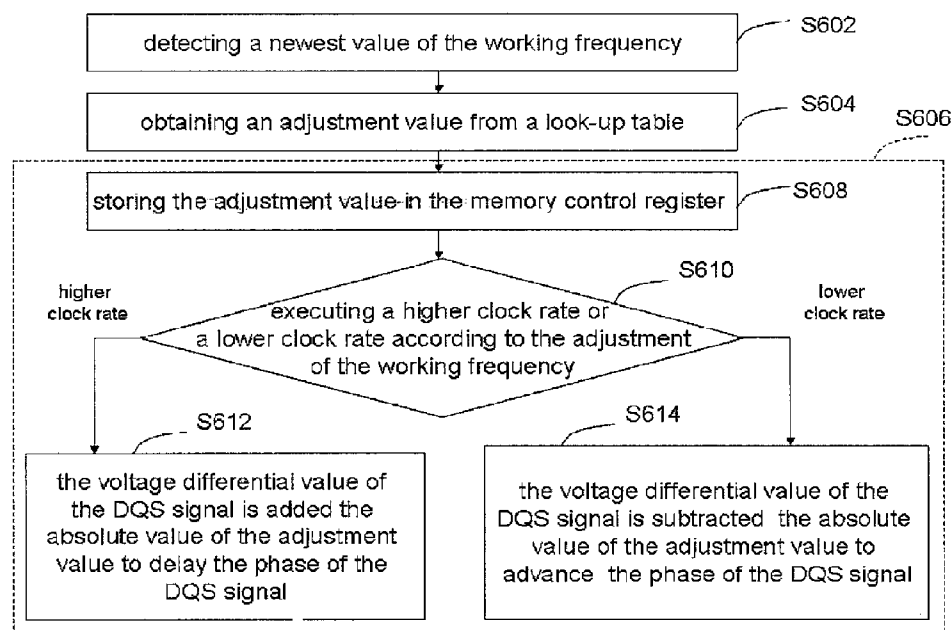 detecting a newest value of the working frequency
S602
obtaining an adjustment value from a look-up table
S604
S606
storing the adjustment value in the memory control register
S608
S610
higher
clock rate
executing a higher clock rate or
a lower clock rate according to the adjustment
of the working frequency
lower
clock rate
S612
the voltage differential value of
the DQS signal is added the
absolute value of the adjustment
value to delay the phase of the
DQS signal
S614
the voltage differential value of the
DQS signal is subtracted the absolute
value of the adjustment value to
advance the phase of the DQS signal